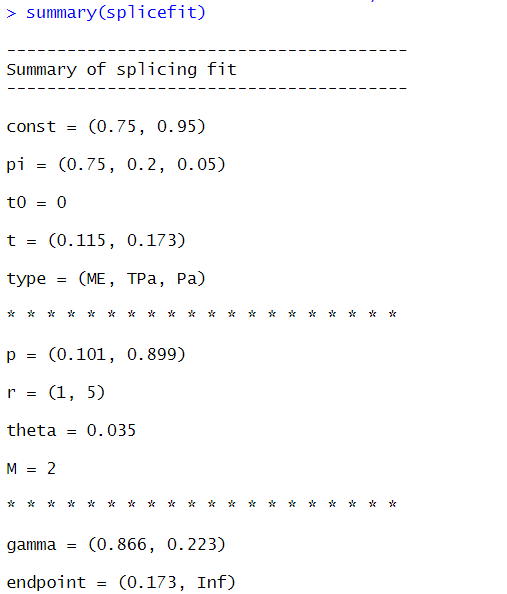 > summary(splicefit)
----------------------------------------
Summary of splicing fit
----------------------------------------
const = (0.75, 0.95)
pi = (0.75, 0.2, 0.05)
t0 = 0
t = (0.115, 0.173)
type = (ME, TPa, Pa)
* * * * * * * * * * * * * * * * * * * *
p = (0.101, 0.899)
r = (1, 5)
theta = 0.035
M = 2
* * * * * * * * * * * * * * * * * * * *
gamma = (0.866, 0.223)
endpoint = (0.173, Inf)